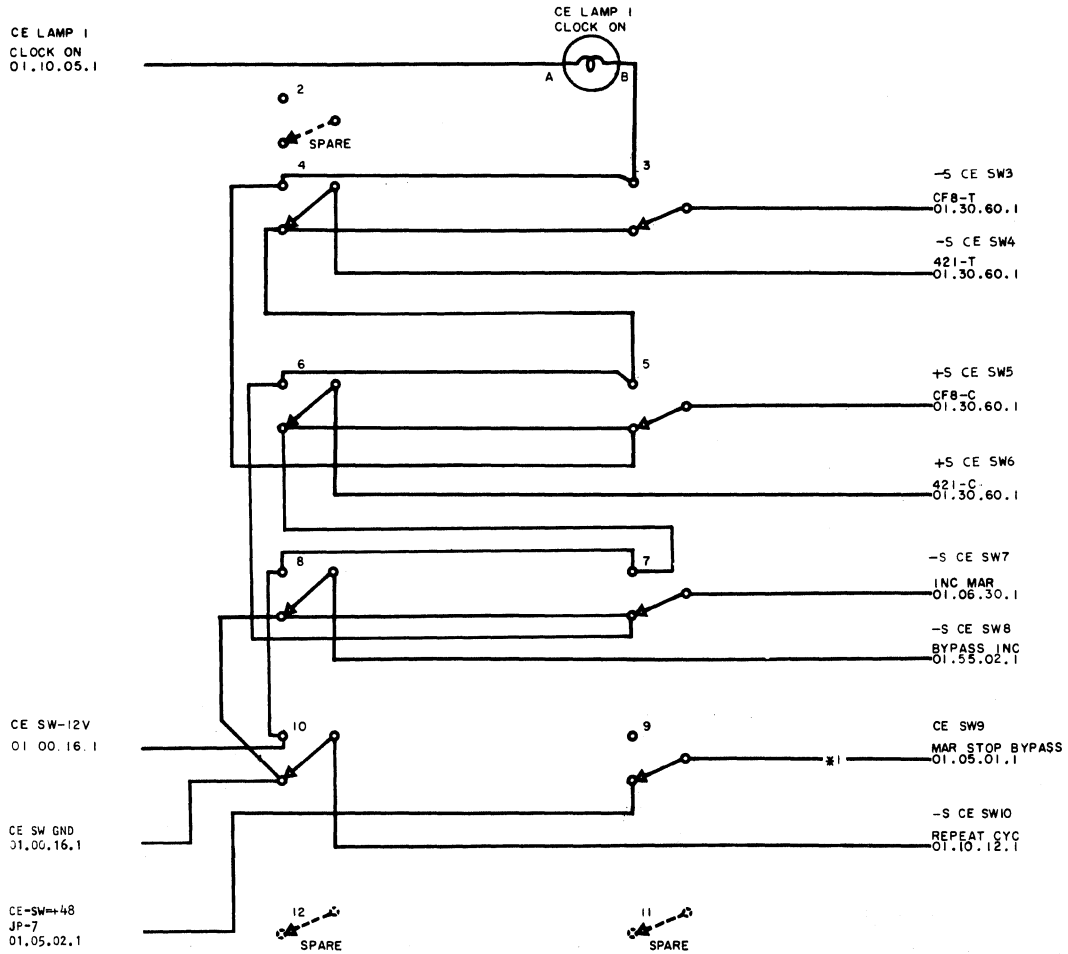 CE LAMP 1
CLOCK ON
CE LAMP 1
CLOCK ON
01.10.05.1
A
B
2
SPARE
4
3
-S CE SW3
CF8-T
01.30.60.1
-S CE SW4
421-T
01.30.60.1
6
5
+S CE SW5
CF8-C
01.30.60.1
+S CE SW6
421-C
01.30.60.1
8
7
-S CE SW7
INC MAR
01.06.30.1
-S CE SW8
BYPASS INC
01.55.02.1
CE SW-12V
01 00.16.1
10
9
CE SW9
MAR STOP BYPASS
01.05.01.1
*1
CE SW GND
01.00.16.1
-S CE SW10
REPEAT CYC
01.10.12.1
CE-SW=+48
JP-7
01.05.02.1
12
SPARE
11
SPARE